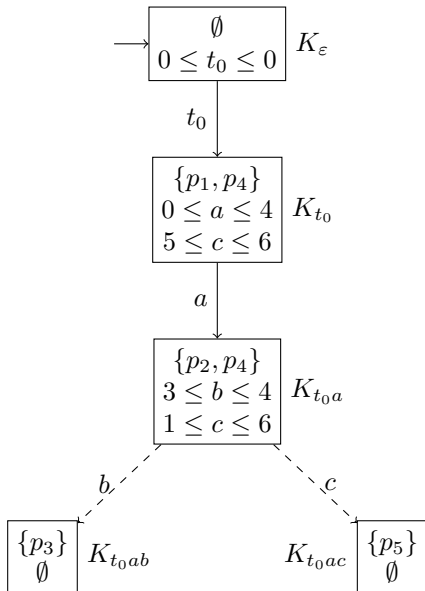 ∅
0 ≤ t₀ ≤ 0
K_ε
t₀
{p₁, p₄}
0 ≤ a ≤ 4
5 ≤ c ≤ 6
K_{t₀}
a
{p₂, p₄}
3 ≤ b ≤ 4
1 ≤ c ≤ 6
K_{t₀a}
b
c
{p₃}
∅
K_{t₀ab}
K_{t₀ac}
{p₅}
∅